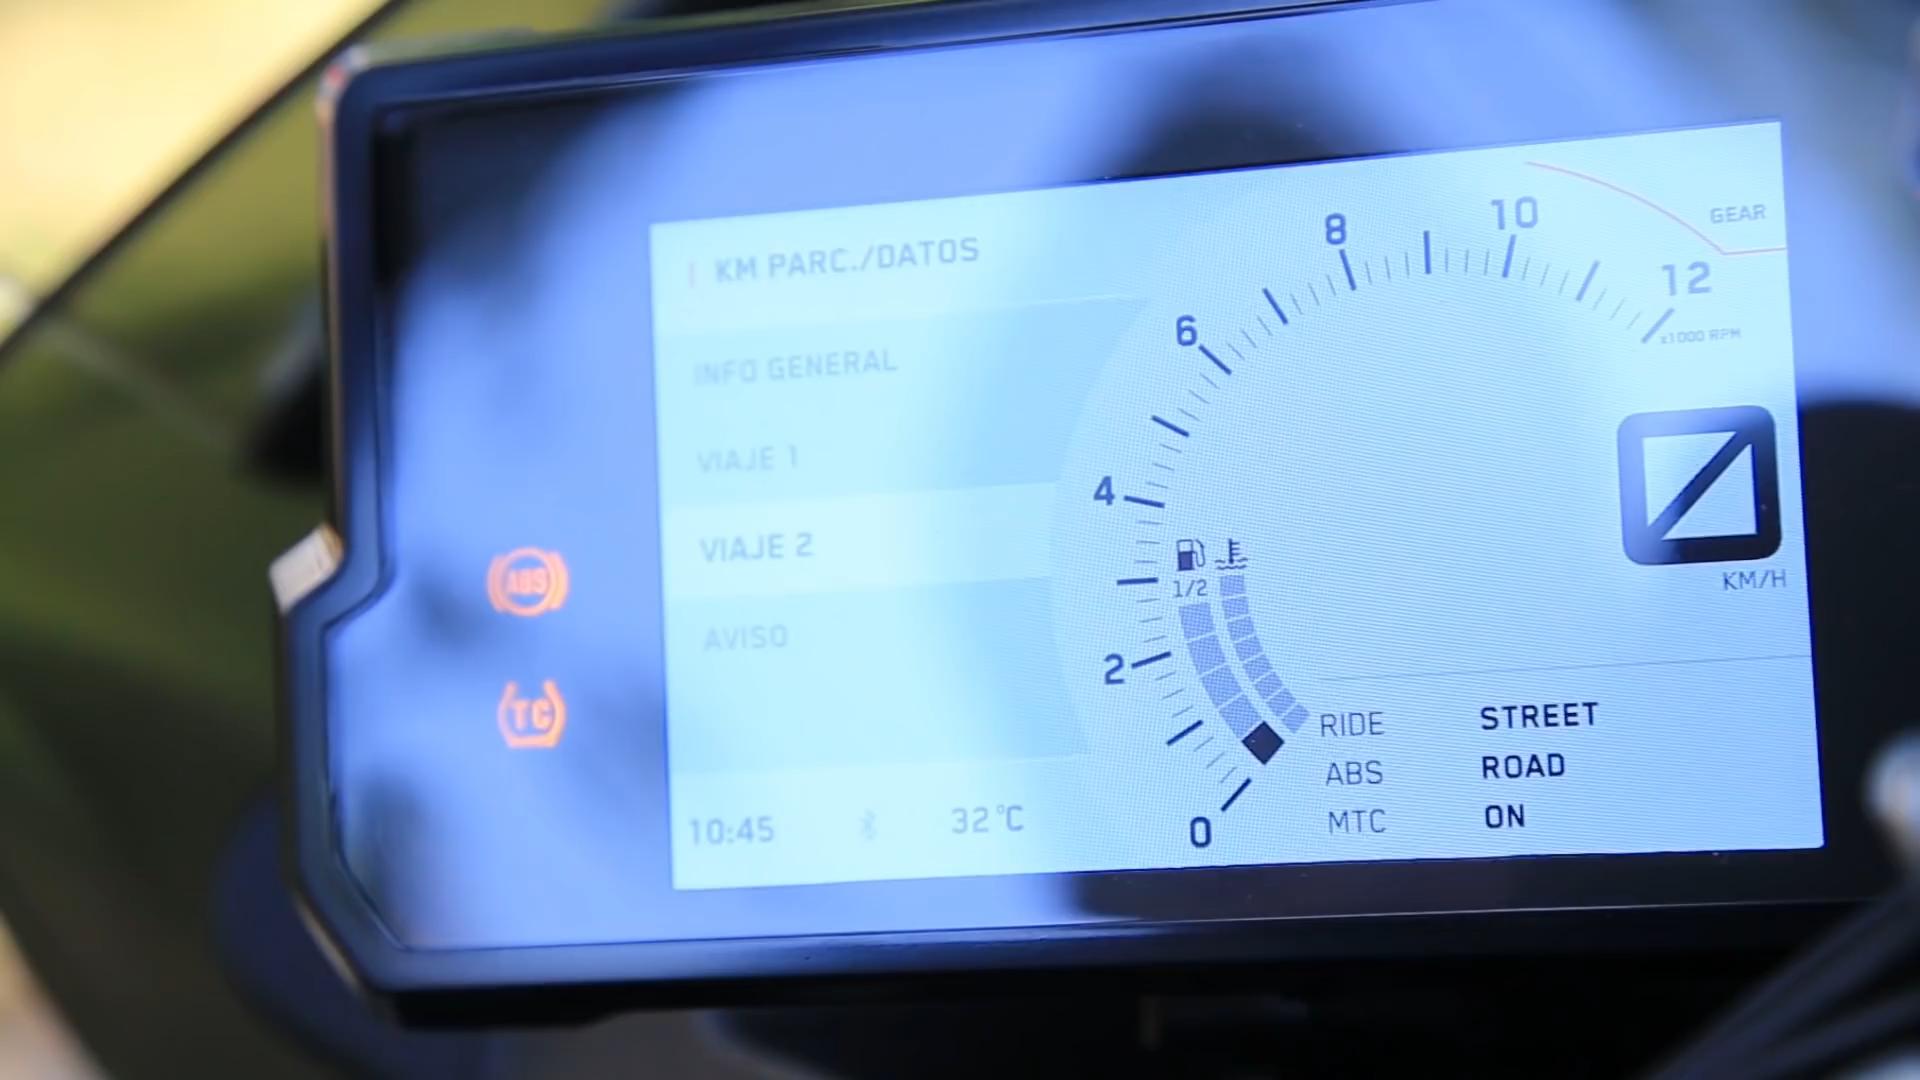 KM PARC./DATOS
INFO GENERAL
VIAJE 1
VIAJE 2
AVISO
10:45
32°C
ABS
TC
0
2
4
6
8
10
12
x1000 RPM
GEAR
1/2
0
KM/H
RIDE STREET
ABS ROAD
MTC ON